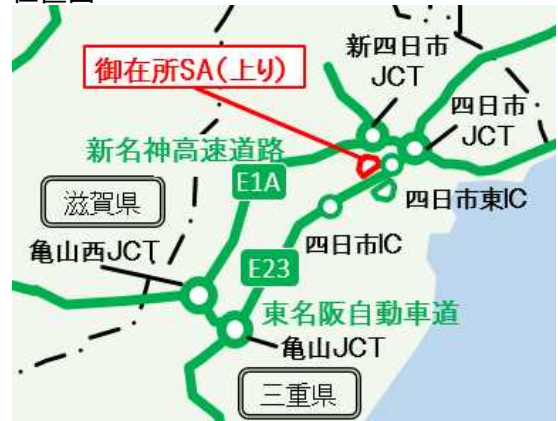 御在所SA(上り)
新四日市
JCT
四日市
JCT
新名神高速道路
E1A
滋賀県
四日市東IC
四日市IC
亀山西JCT
E23
東名阪自動車道
亀山JCT
三重県